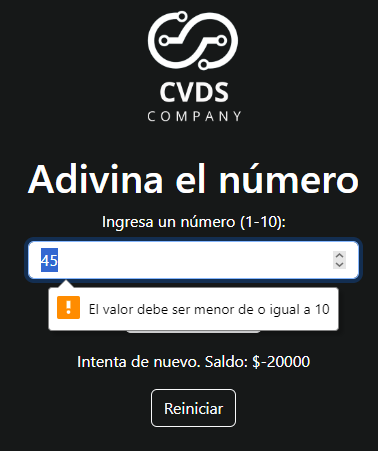 CVDS
COMPANY
Adivina el número
Ingresa un número (1-10):
45
El valor debe ser menor de o igual a 10
Intenta de nuevo. Saldo: $-20000
Reiniciar